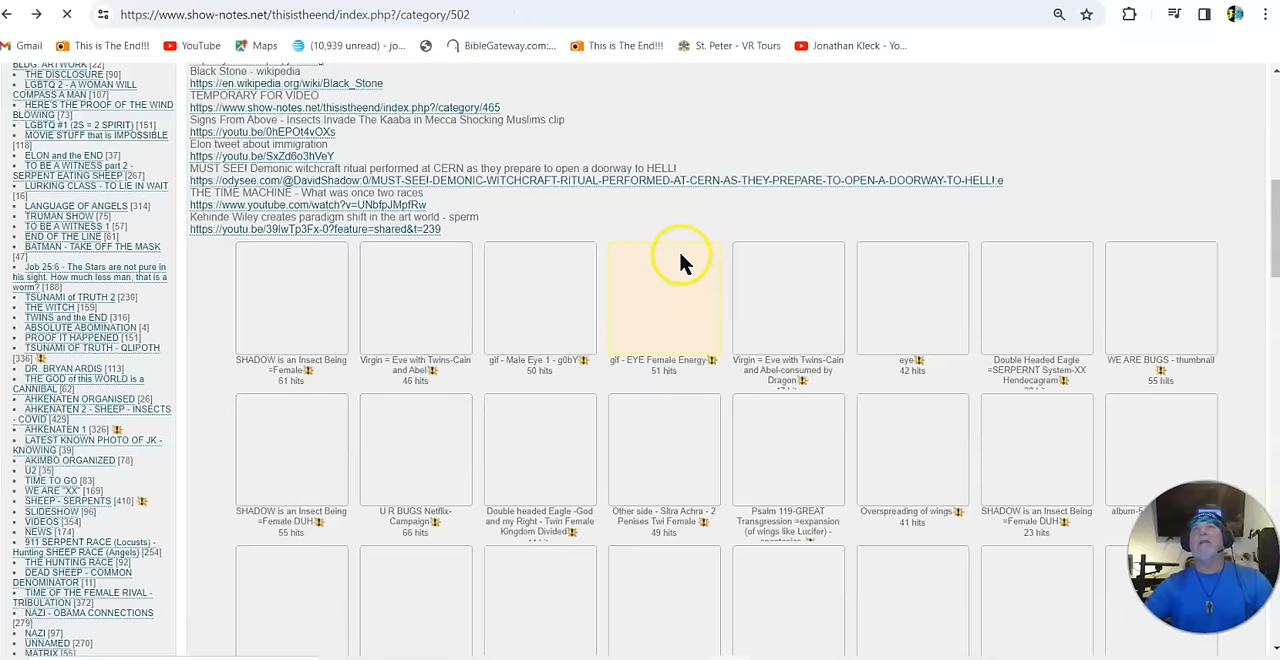 https://www.show-notes.net/thisistheend/index.php?/category/502
Gmail
This is The End!!!
YouTube
Maps
(10,939 unread) - jo...
BibleGateway.com:...
This is The End!!!
St. Peter - VR Tours
Jonathan Kleck - Yo...
BLDG. ARTWORK [22]
THE DISCLOSURE [90]
LGBTQ 2 - A WOMAN WILL
COMPASS A MAN [107]
HERE'S THE PROOF OF THE WIND
BLOWING [73]
LGBTQ #1 (2S = 2 SPIRIT) [151]
MOVIE STUFF that is IMPOSSIBLE
[118]
ELON and the END [37]
TO BE A WITNESS part 2 -
SERPENT EATING SHEEP [267]
LURKING CLASS - TO LIE IN WAIT
[16]
LANGUAGE OF ANGELS [314]
TRUMAN SHOW [75]
TO BE A WITNESS 1 [57]
END OF THE LINE [61]
BATMAN - TAKE OFF THE MASK
[47]
Job 25:6 - The Stars are not pure in
his sight. How much less man, that is a
worm? [188]
TSUNAMI of TRUTH 2 [230]
THE WITCH [159]
TWINS and the END [316]
ABSOLUTE ABOMINATION [4]
PROOF IT HAPPENED [151]
TSUNAMI OF TRUTH - QLIPOTH
[336]
DR. BRYAN ARDIS [113]
THE GOD of this WORLD is a
CANNIBAL [62]
AHKENATEN ORGANISED [26]
AHKENATEN 2 - SHEEP - INSECTS
- COVID [429]
AHKENATEN 1 [326]
LATEST KNOWN PHOTO OF JK -
KNOWING [39]
AKIMBO ORGANIZED [78]
U2 [35]
TIME TO GO [83]
WE ARE "XX" [169]
SHEEP - SERPENTS [410]
SLIDESHOW [96]
VIDEOS [354]
NEWS [174]
911 SERPENT RACE (Locusts) -
Hunting SHEEP RACE (Angels) [254]
THE HUNTING RACE [92]
DEAD SHEEP - COMMON
DENOMINATOR [11]
TIME OF THE FEMALE RIVAL -
TRIBULATION [372]
NAZI - OBAMA CONNECTIONS
[279]
NAZI [97]
UNNAMED [270]
MATRIX [55]
Black Stone - wikipedia
https://en.wikipedia.org/wiki/Black_Stone
TEMPORARY FOR VIDEO
https://www.show-notes.net/thisistheend/index.php?/category/465
Signs From Above - Insects Invade The Kaaba in Mecca Shocking Muslims clip
https://youtu.be/0hEPOt4vOXs
Elon tweet about immigration
https://youtu.be/SxZd6o3hVeY
MUST SEE! Demonic witchcraft ritual performed at CERN as they prepare to open a doorway to HELL!
https://odysee.com/@DavidShadow:0/MUST-SEE!-DEMONIC-WITCHCRAFT-RITUAL-PERFORMED-AT-CERN-AS-THEY-PREPARE-TO-OPEN-A-DOORWAY-TO-HELL!:e
THE TIME MACHINE - What was once two races
https://www.youtube.com/watch?v=UNbfpJMpfRw
Kehinde Wiley creates paradigm shift in the art world - sperm
https://youtu.be/39iwTp3Fx-0?feature=shared&t=239
SHADOW is an Insect Being
=Female
61 hits
Virgin = Eve with Twins-Cain
and Abel
46 hits
gif - Male Eye 1 - g0bY
50 hits
gif - EYE Female Energy
51 hits
Virgin = Eve with Twins-Cain
and Abel-consumed by
Dragon
eye
42 hits
Double Headed Eagle
=SERPERNT System-XX
Hendecagram
WE ARE BUGS - thumbnail
55 hits
SHADOW is an Insect Being
=Female DUH
55 hits
U R BUGS Netflix-
Campaign
66 hits
Double headed Eagle -God
and my Right - Twin Female
Kingdom Divided
Other side - Sitra Achra - 2
Penises Twi Female
49 hits
Psalm 119-GREAT
Transgression =expansion
(of wings like Lucifer) -
Overspreading of wings
41 hits
SHADOW is an Insect Being
=Female DUH
23 hits
album-5